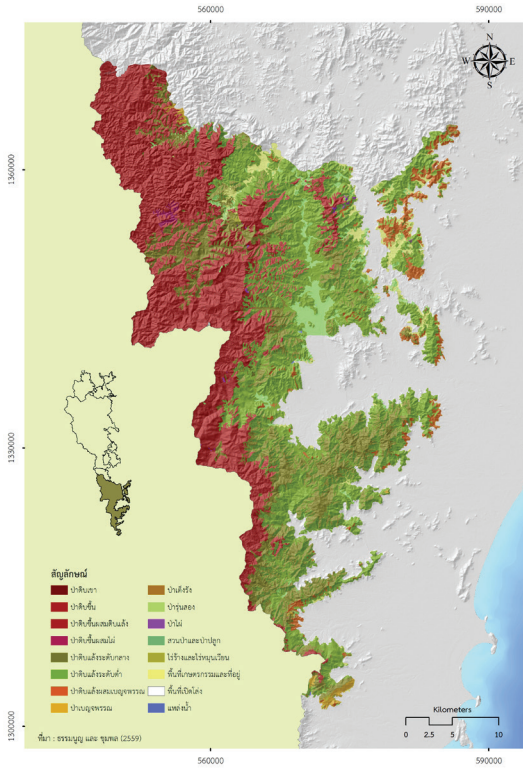 560000
590000
N
W E
S
1360000
1330000
1300000
สัญลักษณ์
ป่าดิบเขา
ป่าดิบชื้น
ป่าดิบชื้นผสมดิบแล้ง
ป่าดิบชื้นผสมไผ่
ป่าดิบแล้งระดับกลาง
ป่าดิบแล้งระดับต่ำ
ป่าดิบแล้งผสมเบญจพรรณ
ป่าเบญจพรรณ
ป่าเต็งรัง
ป่ารุ่นสอง
ป่าไผ่
สวนป่าและป่าปลูก
ไร่ร้างและไร่หมุนเวียน
พื้นที่เกษตรกรรมและที่อยู่
พื้นที่เปิดโล่ง
แหล่งน้ำ
Kilometers
0 2.5 5 10
ที่มา : ธรรมนูญ และ ชุมพล (2559)
560000
590000